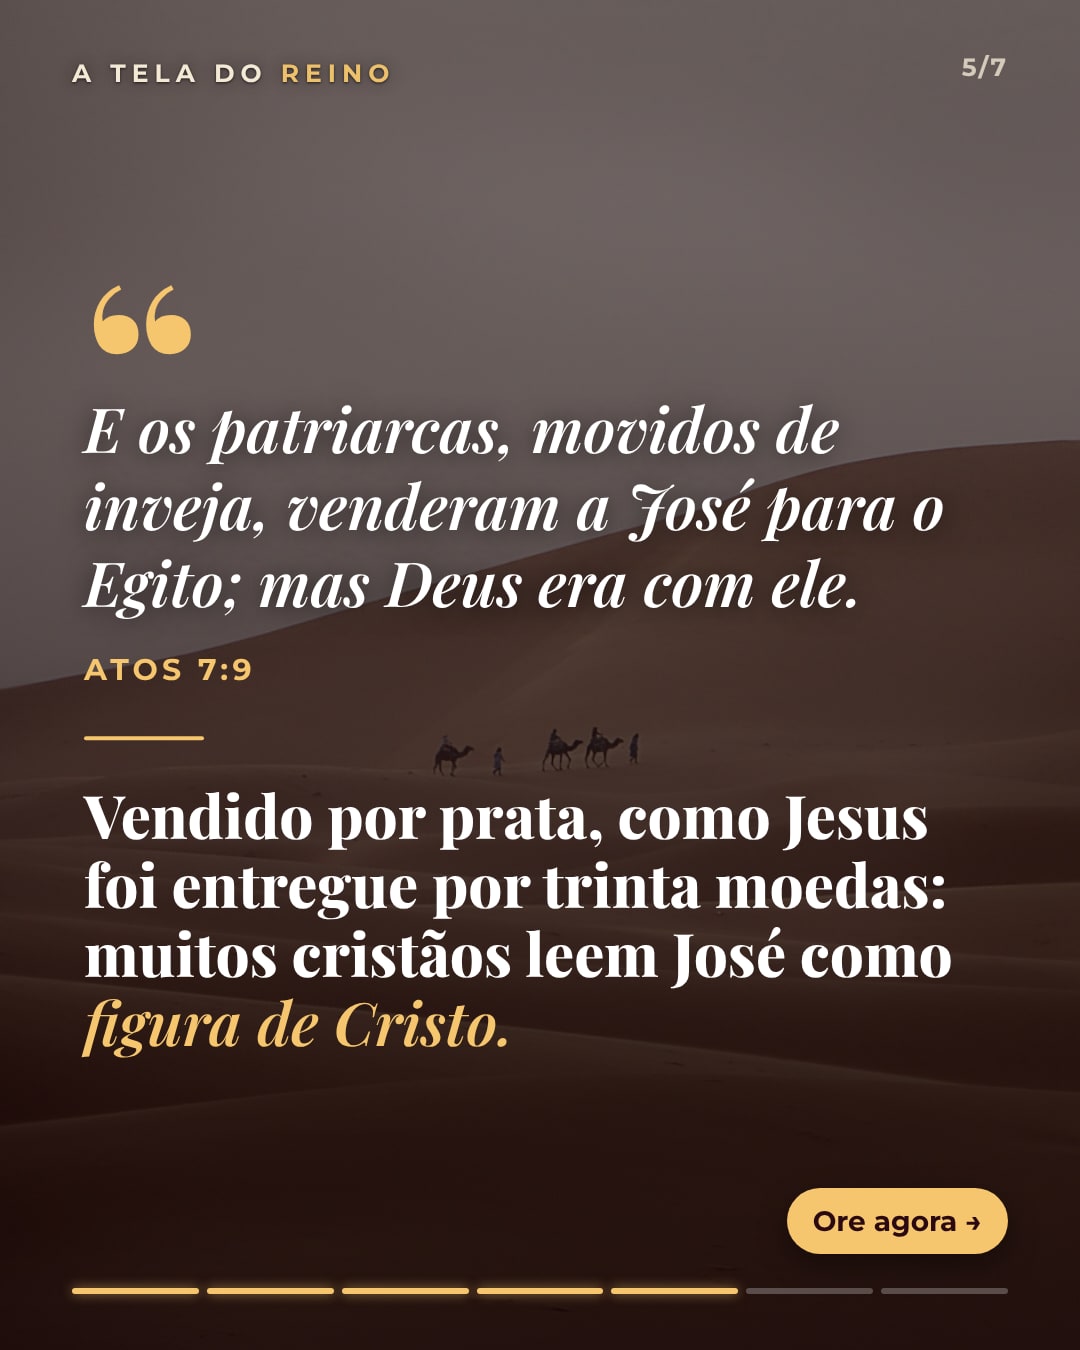 A TELA DO REINO
5/7
“
E os patriarcas, movidos de
inveja, venderam a José para o
Egito; mas Deus era com ele.
ATOS 7:9
Vendido por prata, como Jesus
foi entregue por trinta moedas:
muitos cristãos leem José como
figura de Cristo.
Ore agora →